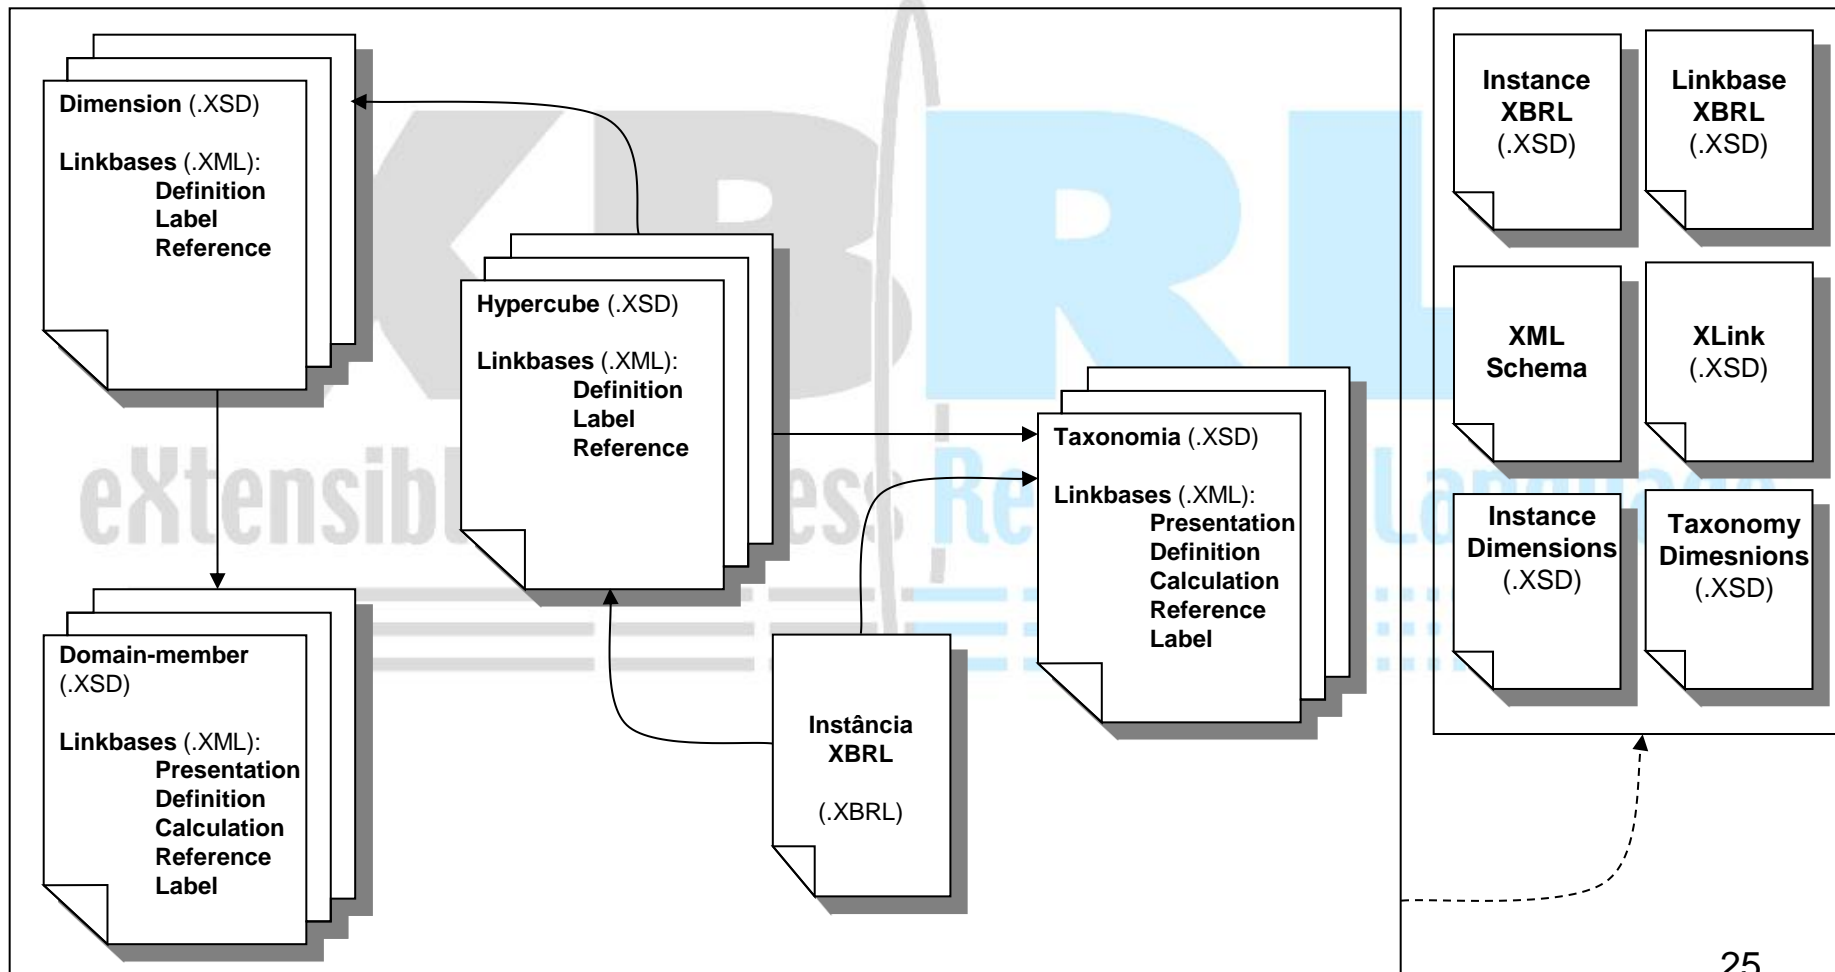 Dimension (.XSD)
Linkbases (.XML):
Definition
Label
Reference
Hypercube (.XSD)
Linkbases (.XML):
Definition
Label
Reference
Taxonomia (.XSD)
Linkbases (.XML):
Presentation
Definition
Calculation
Reference
Label
Domain-member
(.XSD)
Linkbases (.XML):
Presentation
Definition
Calculation
Reference
Label
Instância
XBRL
(.XBRL)
Instance
XBRL
(.XSD)
Linkbase
XBRL
(.XSD)
XML
Schema
XLink
(.XSD)
Instance
Dimensions
(.XSD)
Taxonomy
Dimesnions
(.XSD)
XBRL
25